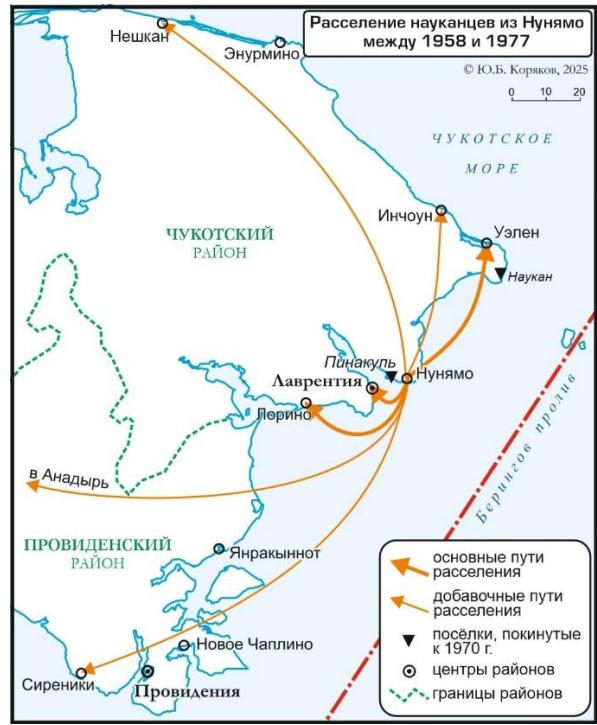 Расселение науканцев из Нунямо
между 1958 и 1977
© Ю.Б. Коряков, 2025
0 10 20
Нешкан
Энурмино
ЧУКОТСКОЕ
МОРЕ
Инчоун
Уэлен
Наукан
ЧУКОТСКИЙ
РАЙОН
Пинакуль
Нунямо
Лаврентия
Лорино
Берингов пролив
в Анадырь
ПРОВИДЕНСКИЙ
РАЙОН
Янракыннот
Новое Чаплино
Сиреники
Провидения
основные пути
расселения
добавочные пути
расселения
посёлки, покинутые
к 1970 г.
центры районов
границы районов